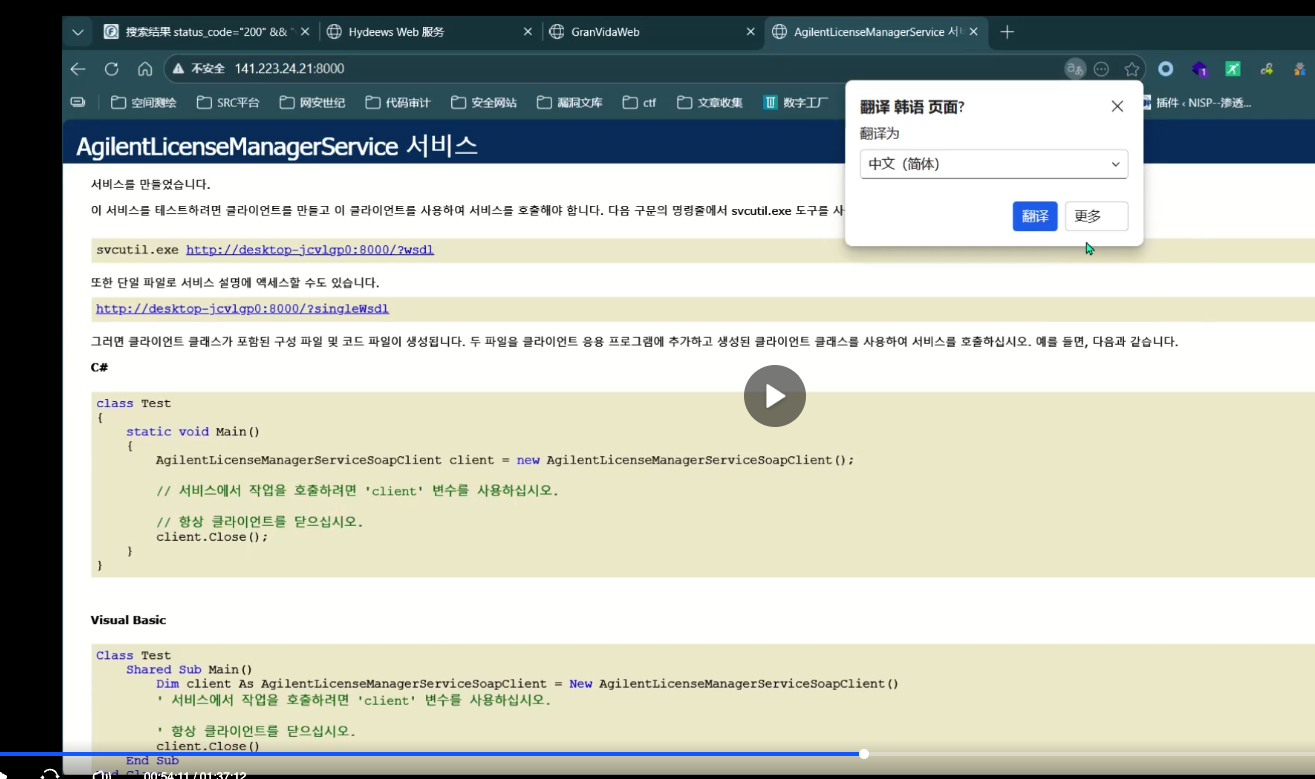 搜索结果 status_code="200" &&
Hydeews Web 服务
GranVidaWeb
AgilentLicenseManagerService 서비
不安全 141.223.24.21:8000
空间测绘 SRC平台 网安世纪 代码审计 安全网站 漏洞文库 ctf 文章收集 数字工厂 插件 ‹ NISP--渗透...
翻译 韩语 页面?
翻译为
中文（简体）
翻译 更多
AgilentLicenseManagerService 서비스
서비스를 만들었습니다.
이 서비스를 테스트하려면 클라이언트를 만들고 이 클라이언트를 사용하여 서비스를 호출해야 합니다. 다음 구문의 명령줄에서 svcutil.exe 도구를 사
svcutil.exe http://desktop-jcvlgp0:8000/?wsdl
또한 단일 파일로 서비스 설명에 액세스할 수도 있습니다.
http://desktop-jcvlgp0:8000/?singleWsdl
그러면 클라이언트 클래스가 포함된 구성 파일 및 코드 파일이 생성됩니다. 두 파일을 클라이언트 응용 프로그램에 추가하고 생성된 클라이언트 클래스를 사용하여 서비스를 호출하십시오. 예를 들면, 다음과 같습니다.
C#
class Test
{
static void Main()
{
AgilentLicenseManagerServiceSoapClient client = new AgilentLicenseManagerServiceSoapClient();
// 서비스에서 작업을 호출하려면 'client' 변수를 사용하십시오.
// 항상 클라이언트를 닫으십시오.
client.Close();
}
}
Visual Basic
Class Test
Shared Sub Main()
Dim client As AgilentLicenseManagerServiceSoapClient = New AgilentLicenseManagerServiceSoapClient()
' 서비스에서 작업을 호출하려면 'client' 변수를 사용하십시오.
' 항상 클라이언트를 닫으십시오.
client.Close()
End Sub
00:54:11 / 01:37:12